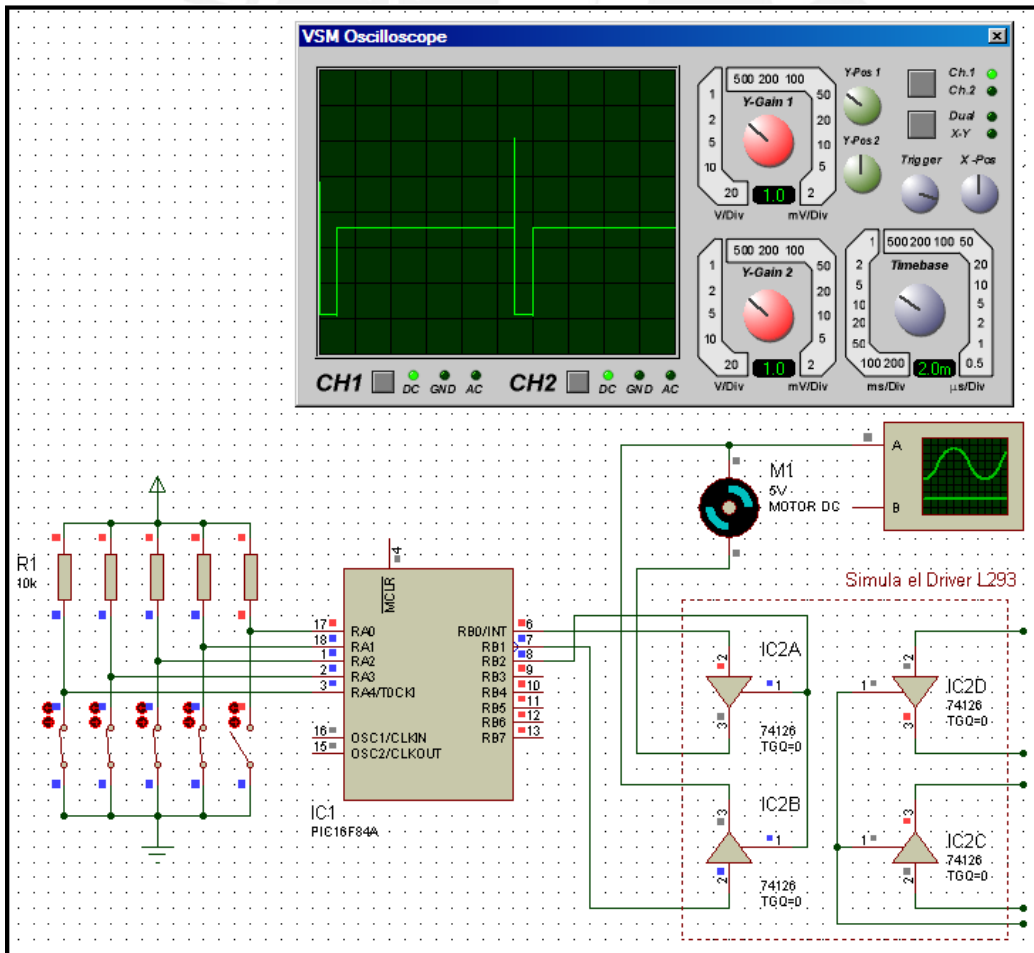 VSM Oscilloscope
500 200 100
1
50
2
20
5
10
10
5
20
2
Y-Gain 1
1.0
V/Div
mV/Div
Y-Pos 1
Y-Pos 2
Ch.1
Ch.2
Dual
X-Y
Trigger
X -Pos
500 200 100
1
50
2
20
5
10
10
5
20
2
Y-Gain 2
1.0
V/Div
mV/Div
1
500 200 100 50
2
20
5
10
10
5
20
2
50
1
100 200
0.5
Timebase
2.0m
ms/Div
µs/Div
CH1
DC GND AC
CH2
DC GND AC
A
B
M1
5V
MOTOR DC
Simula el Driver L293
R1
10k
4
MCLR
17 RA0
18 RA1
1 RA2
2 RA3
3 RA4/T0CKI
16 OSC1/CLKIN
15 OSC2/CLKOUT
RB0/INT 6
RB1 7
RB2 8
RB3 9
RB4 10
RB5 11
RB6 12
RB7 13
IC1
PIC16F84A
2
1
3
IC2A
74126
TGQ=0
2
1
3
IC2D
74126
TGQ=0
3
1
2
IC2B
74126
TGQ=0
3
1
2
IC2C
74126
TGQ=0